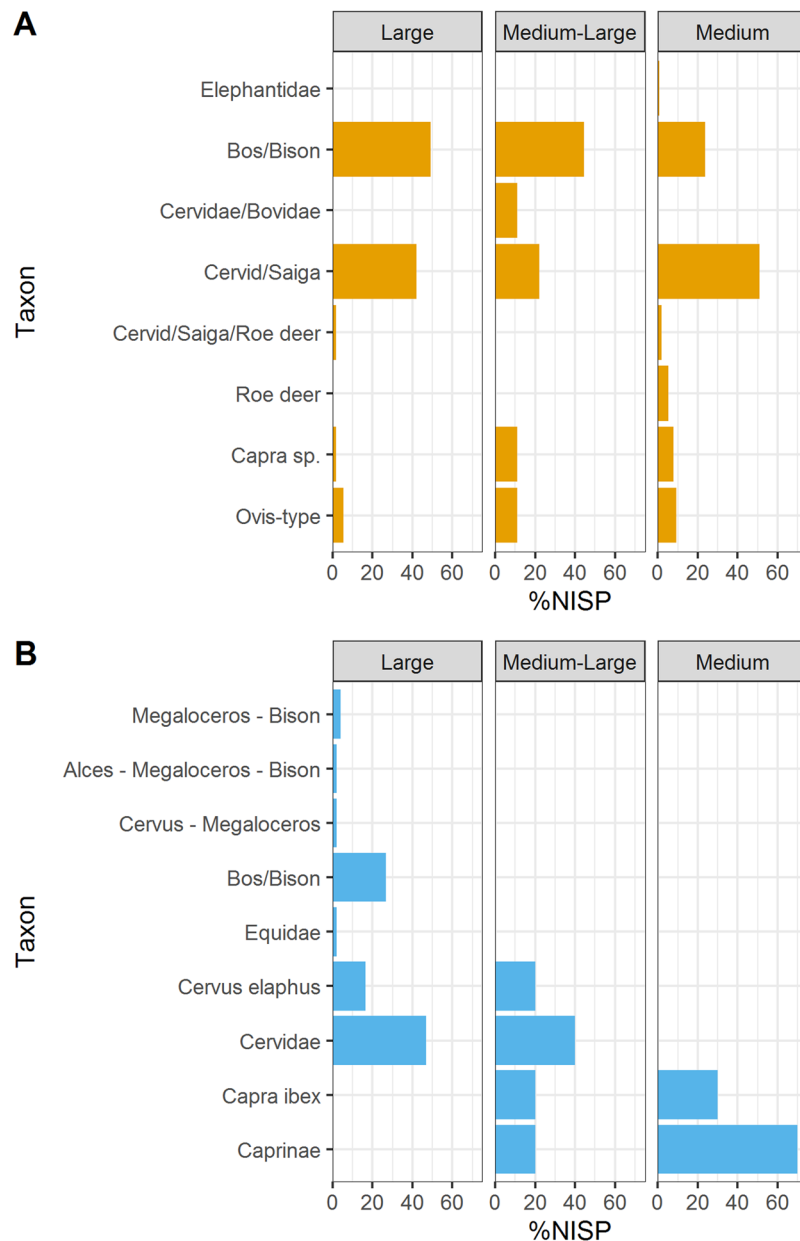 A
Large Medium-Large Medium
Elephantidae
Bos/Bison
Cervidae/Bovidae
Cervid/Saiga
Cervid/Saiga/Roe deer
Roe deer
Capra sp.
Ovis-type
Taxon
0 20 40 60 0 20 40 60 0 20 40 60
%NISP
B
Large Medium-Large Medium
Megaloceros - Bison
Alces - Megaloceros - Bison
Cervus - Megaloceros
Bos/Bison
Equidae
Cervus elaphus
Cervidae
Capra ibex
Caprinae
Taxon
0 20 40 60 0 20 40 60 0 20 40 60
%NISP